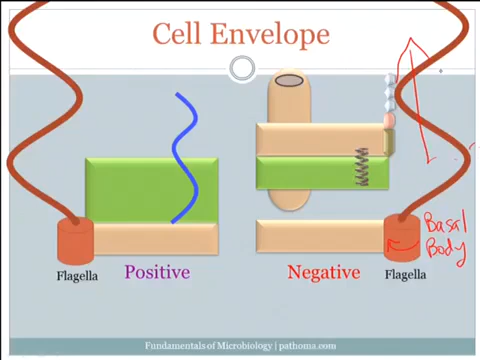 Cell Envelope
Basal
Body
Flagella
Positive
Negative
Flagella
Fundamentals of Microbiology | pathoma.com